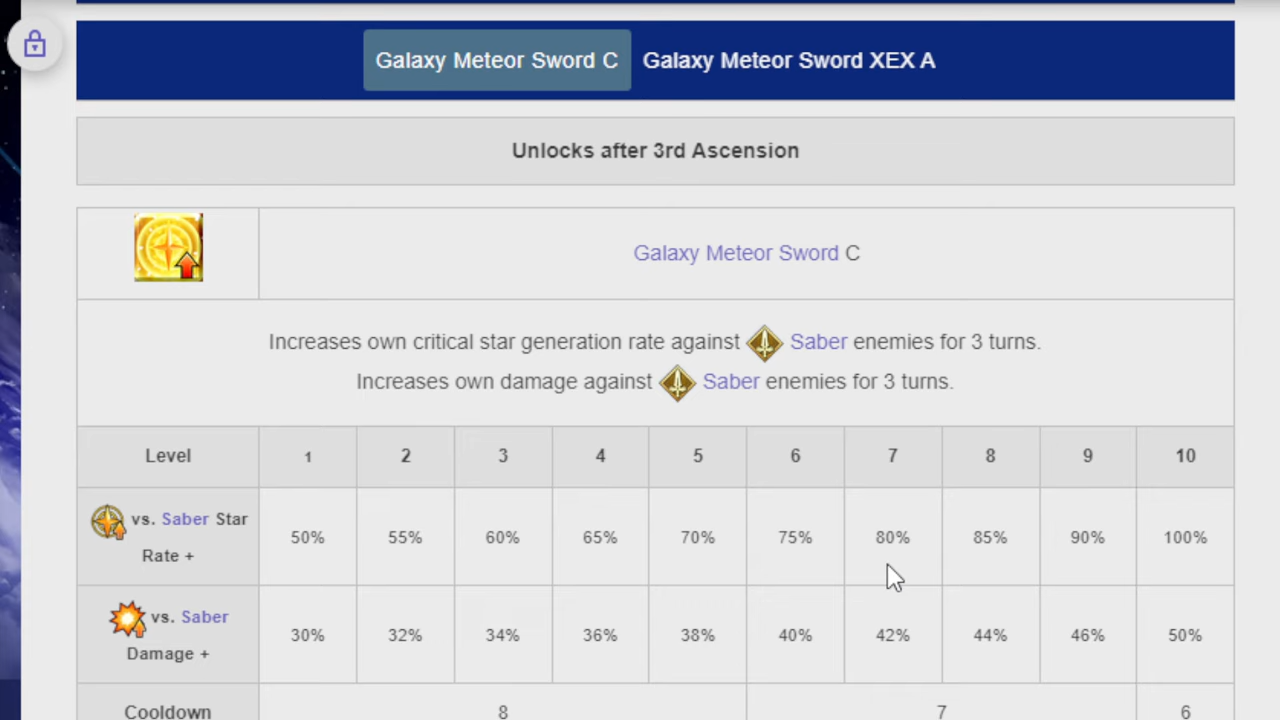 Galaxy Meteor Sword C Galaxy Meteor Sword XEX A
Unlocks after 3rd Ascension
Galaxy Meteor Sword C
Increases own critical star generation rate against Saber enemies for 3 turns.
Increases own damage against Saber enemies for 3 turns.
Level 1 2 3 4 5 6 7 8 9 10
vs. Saber Star
Rate +
50% 55% 60% 65% 70% 75% 80% 85% 90% 100%
vs. Saber
Damage +
30% 32% 34% 36% 38% 40% 42% 44% 46% 50%
Cooldown 8 7 6